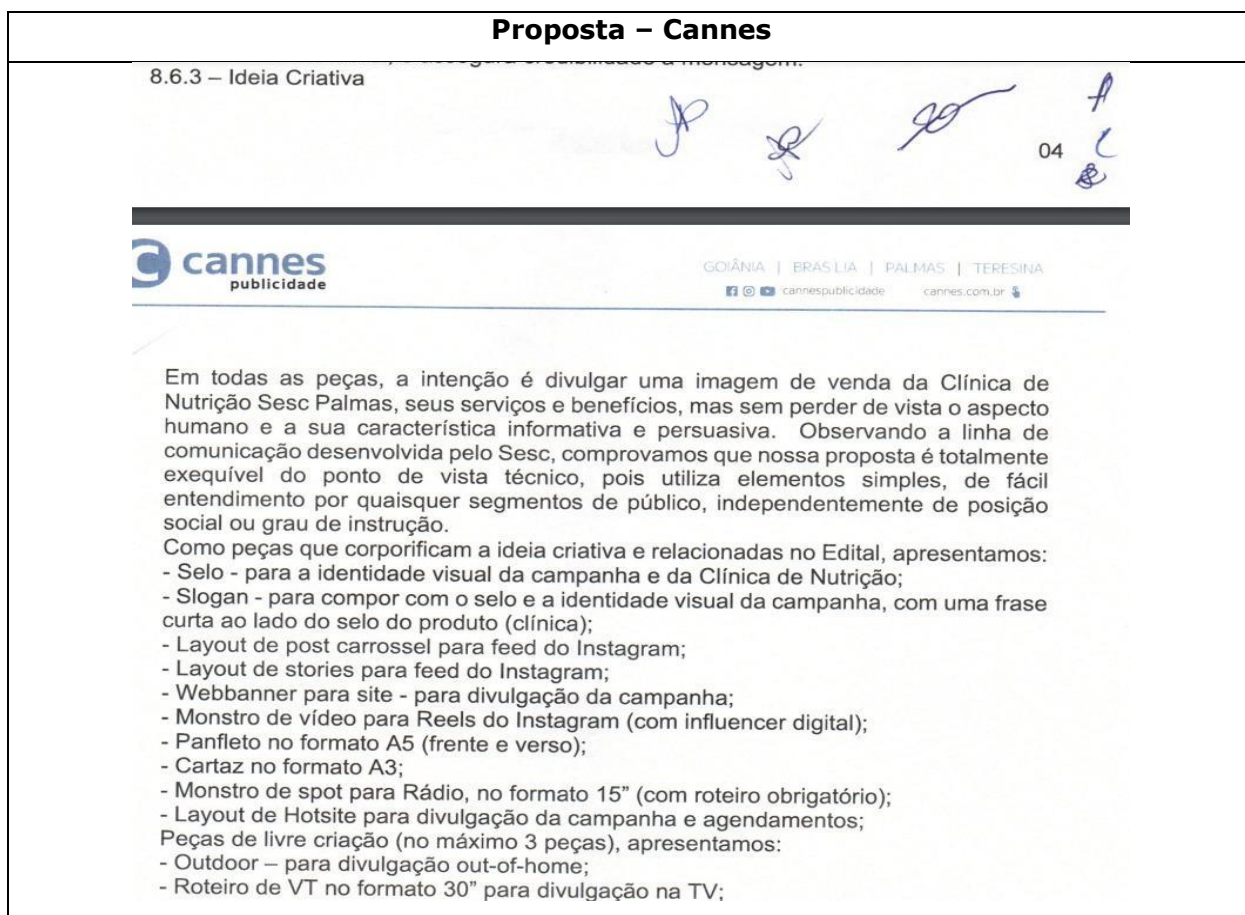 Proposta – Cannes
8.6.3 – Ideia Criativa
04
cannes
publicidade
GOIÂNIA | BRASÍLIA | PALMAS | TERESINA
cannespublicidade cannes.com.br
Em todas as peças, a intenção é divulgar uma imagem de venda da Clínica de
Nutrição Sesc Palmas, seus serviços e benefícios, mas sem perder de vista o aspecto
humano e a sua característica informativa e persuasiva. Observando a linha de
comunicação desenvolvida pelo Sesc, comprovamos que nossa proposta é totalmente
exequível do ponto de vista técnico, pois utiliza elementos simples, de fácil
entendimento por quaisquer segmentos de público, independentemente de posição
social ou grau de instrução.
Como peças que corporificam a ideia criativa e relacionadas no Edital, apresentamos:
- Selo - para a identidade visual da campanha e da Clínica de Nutrição;
- Slogan - para compor com o selo e a identidade visual da campanha, com uma frase
curta ao lado do selo do produto (clínica);
- Layout de post carrossel para feed do Instagram;
- Layout de stories para feed do Instagram;
- Webbanner para site - para divulgação da campanha;
- Monstro de vídeo para Reels do Instagram (com influencer digital);
- Panfleto no formato A5 (frente e verso);
- Cartaz no formato A3;
- Monstro de spot para Rádio, no formato 15” (com roteiro obrigatório);
- Layout de Hotsite para divulgação da campanha e agendamentos;
Peças de livre criação (no máximo 3 peças), apresentamos:
- Outdoor – para divulgação out-of-home;
- Roteiro de VT no formato 30” para divulgação na TV;